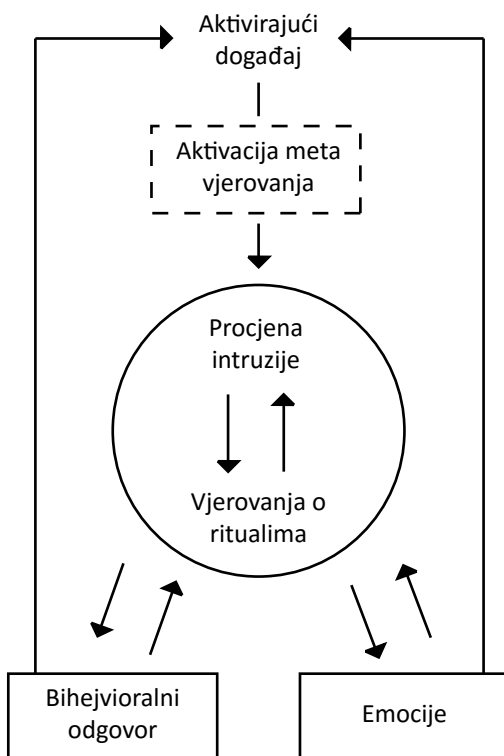 Aktivirajući
događaj
Aktivacija meta
vjerovanja
Procjena
intruzije
Vjerovanja o
ritualima
Bihejvioralni
odgovor
Emocije